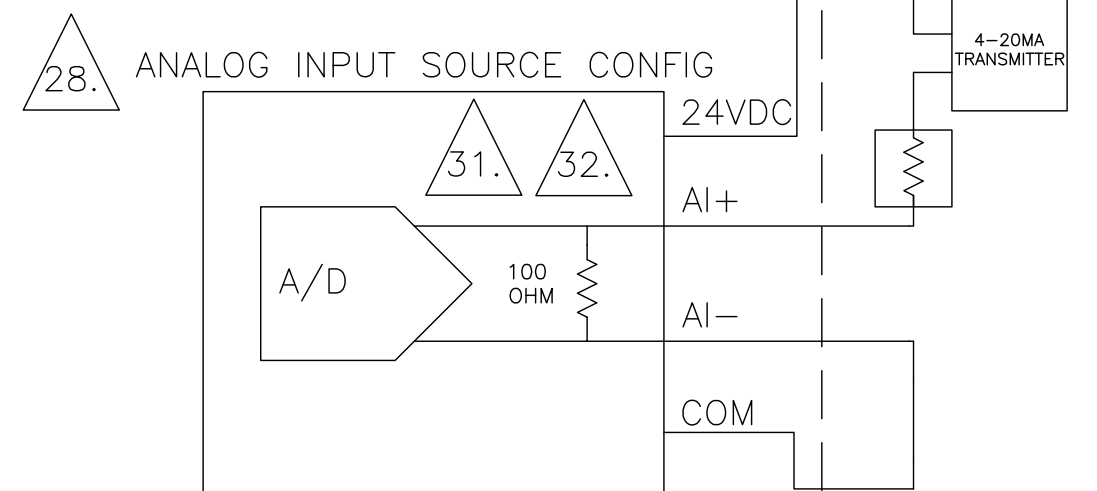 28. ANALOG INPUT SOURCE CONFIG
4-20MA
TRANSMITTER
24VDC
31. 32.
AI+
A/D
100
OHM
AI-
COM